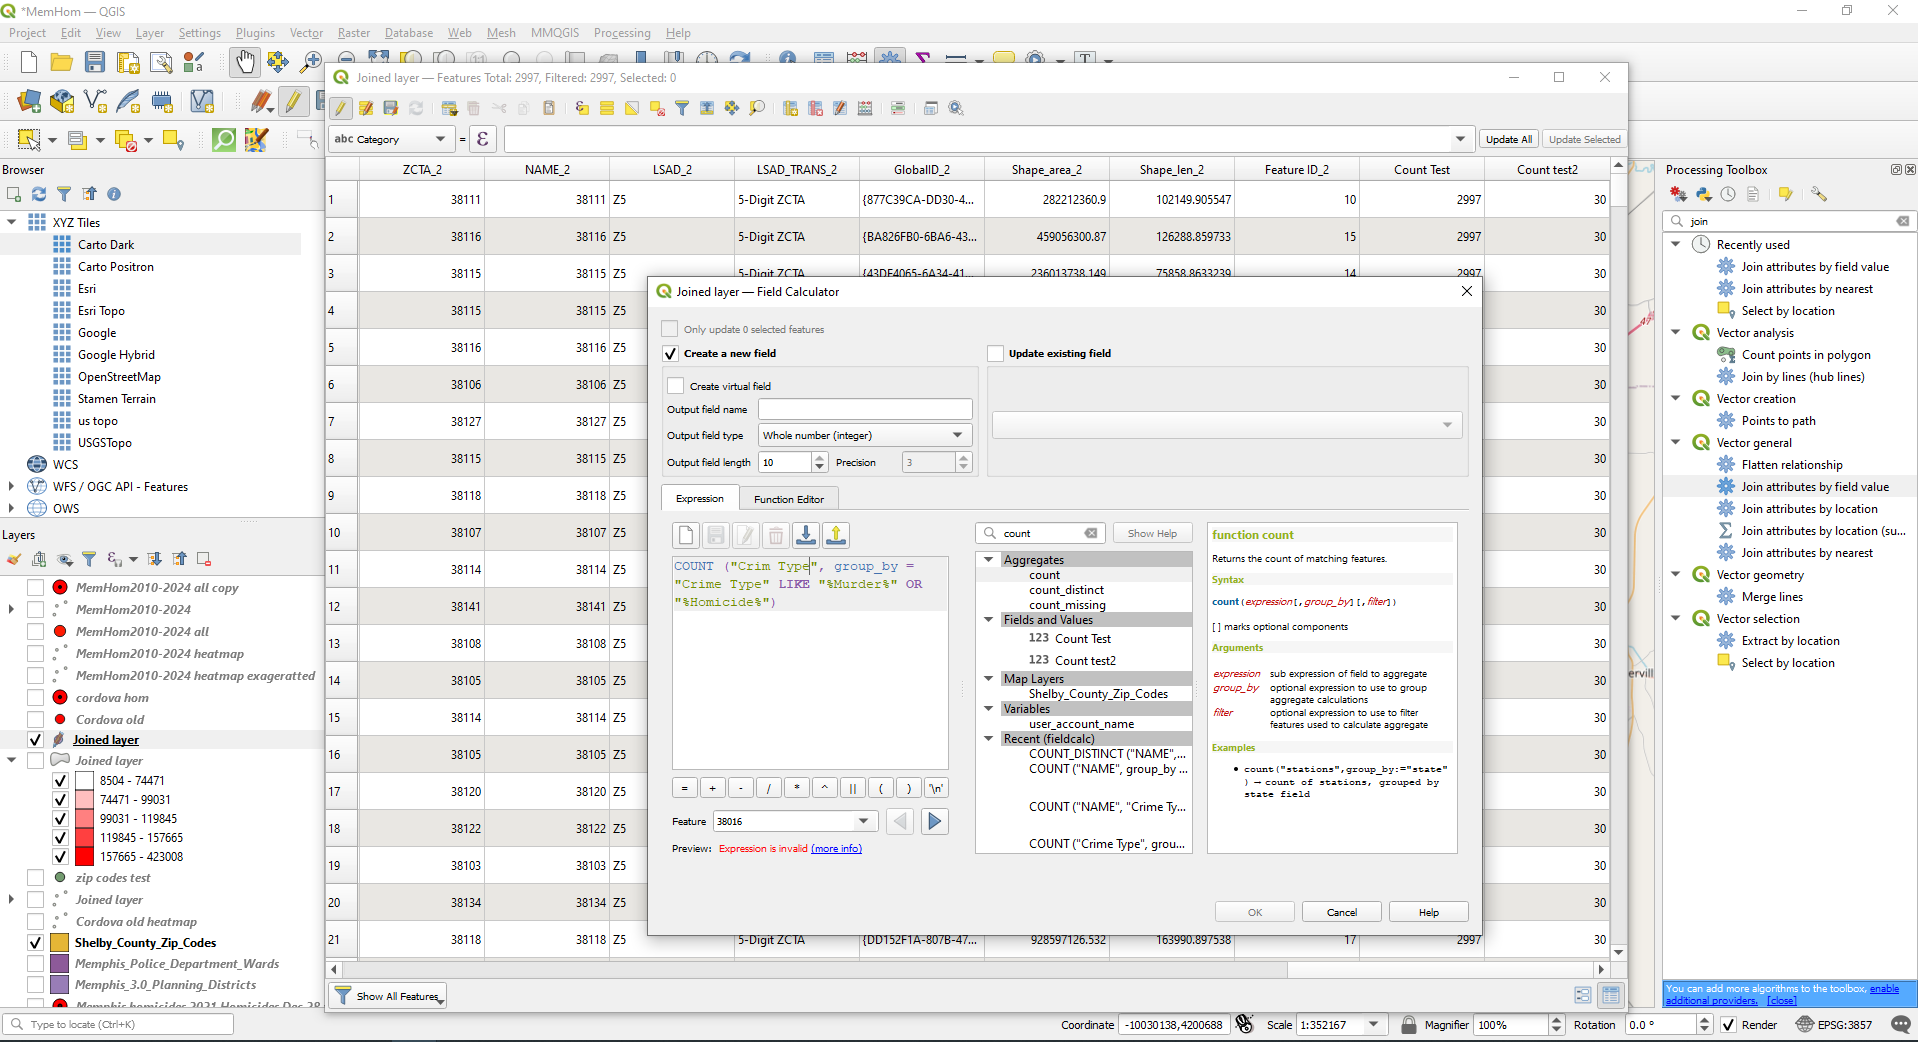 *MemHom — QGIS
Project Edit View Layer Settings Plugins Vector Raster Database Web Mesh MMQGIS Processing Help
Joined layer — Features Total: 2997, Filtered: 2997, Selected: 0
abc Category = ε Update All Update Selected
ZCTA_2 NAME_2 LSAD_2 LSAD_TRANS_2 GlobalID_2 Shape_area_2 Shape_len_2 Feature ID_2 Count Test Count test2
1 38111 38111 Z5 5-Digit ZCTA {877C39CA-DD30-4... 282212360.9 102149.905547 10 2997 30
2 38116 38116 Z5 5-Digit ZCTA {BA826FB0-6BA6-43... 459056300.87 126288.859733 15 2997 30
3 38115 38115 Z5 5-Digit ZCTA {43DF4065-6A34-41... 236013738.149 75858.8633239 14 2997 30
4 38115 38115 Z5 30
5 38116 38116 Z5 30
6 38106 38106 Z5 30
7 38127 38127 Z5 30
8 38115 38115 Z5 30
9 38118 38118 Z5 30
10 38107 38107 Z5 30
11 38114 38114 Z5 30
12 38141 38141 Z5 30
13 38108 38108 Z5 30
14 38105 38105 Z5 30
15 38114 38114 Z5 30
16 38105 38105 Z5 30
17 38120 38120 Z5 30
18 38122 38122 Z5 30
19 38103 38103 Z5 30
20 38134 38134 Z5 30
21 38118 38118 Z5 5-Digit ZCTA {DD152F1A-807B-47... 928597126.532 163990.897538 17 2997 30
Show All Features
Browser
XYZ Tiles
Carto Dark
Carto Positron
Esri
Esri Topo
Google
Google Hybrid
OpenStreetMap
Stamen Terrain
us topo
USGSTopo
WCS
WFS / OGC API - Features
OWS
Layers
MemHom2010-2024 all copy
MemHom2010-2024
MemHom2010-2024 all
MemHom2010-2024 heatmap
MemHom2010-2024 heatmap exageratted
cordova hom
Cordova old
Joined layer
Joined layer
8504 - 74471
74471 - 99031
99031 - 119845
119845 - 157665
157665 - 423008
zip codes test
Joined layer
Cordova old heatmap
Shelby_County_Zip_Codes
Memphis_Police_Department_Wards
Memphis_3.0_Planning_Districts
Memphis homicides 2021 Homicides Dec 28
Joined layer — Field Calculator
Only update 0 selected features
Create a new field
Update existing field
Create virtual field
Output field name
Output field type Whole number (integer)
Output field length 10 Precision 3
Expression Function Editor
COUNT ("Crim Type", group_by =
"Crime Type" LIKE "%Murder%" OR
"%Homicide%")
= + - / * ^ || ( ) '\n'
Feature 38016
Preview: Expression is invalid (more info)
count Show Help
Aggregates
count
count_distinct
count_missing
Fields and Values
123 Count Test
123 Count test2
Map Layers
Shelby_County_Zip_Codes
Variables
user_account_name
Recent (fieldcalc)
COUNT_DISTINCT ("NAME",...
COUNT ("NAME", group_by ...
COUNT ("NAME", "Crime Ty...
COUNT ("Crime Type", grou...
function count
Returns the count of matching features.
Syntax
count(expression[,group_by][,filter])
[ ] marks optional components
Arguments
expression sub expression of field to aggregate
group_by optional expression to use to group
aggregate calculations
filter optional expression to use to filter
features used to calculate aggregate
Examples
• count("stations",group_by:="state"
) → count of stations, grouped by
state field
OK Cancel Help
Processing Toolbox
join
Recently used
Join attributes by field value
Join attributes by nearest
Select by location
Vector analysis
Count points in polygon
Join by lines (hub lines)
Vector creation
Points to path
Vector general
Flatten relationship
Join attributes by field value
Join attributes by location
Join attributes by location (su...
Join attributes by nearest
Vector geometry
Merge lines
Vector selection
Extract by location
Select by location
You can add more algorithms to the toolbox, enable
additional providers. [close]
ervill
Type to locate (Ctrl+K) Coordinate -10030138,4200688 Scale 1:352167 Magnifier 100% Rotation 0.0 ° Render EPSG:3857